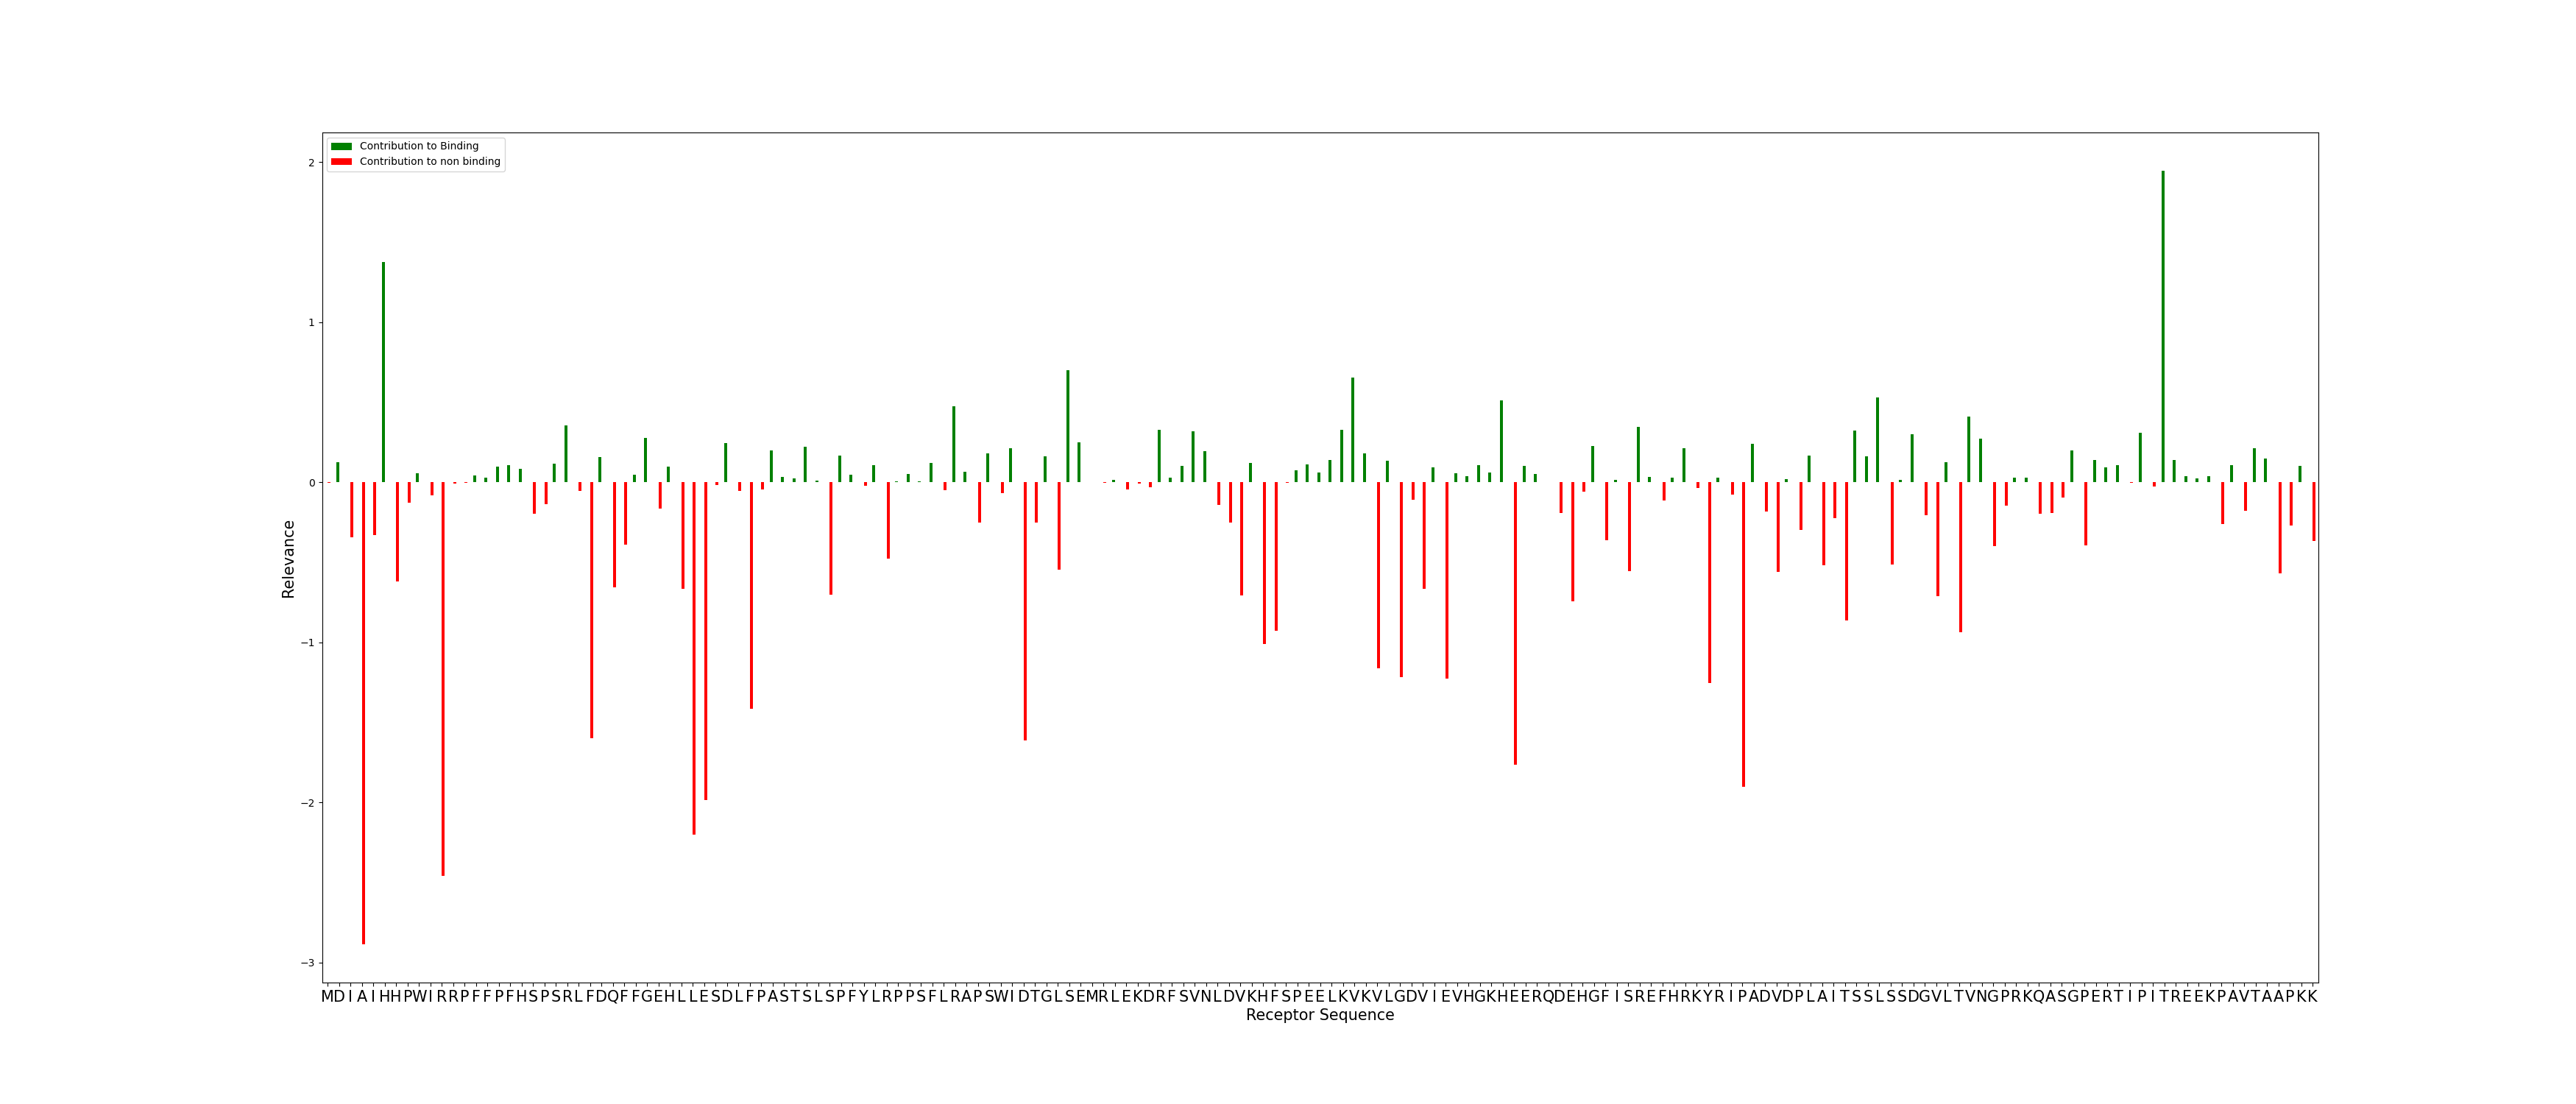 Contribution to Binding
Contribution to non binding
2
1
0
−1
−2
−3
Relevance
MDIAIHHPWIRRPFFPFHSPSRLFDQFFGEHLLESDLFPASTSLSPFYLRPPSFLRAPSWIDTGLSEMRLEKDRFSVNLDVKHFSPEELKVKVLGDVIEVHGKHEERQDEHGFISREFHRKYRIPADVDPLAITSSLSSDGVLTVNGPRKQASGPERTIPITREEKPAVTAAPKK
Receptor Sequence